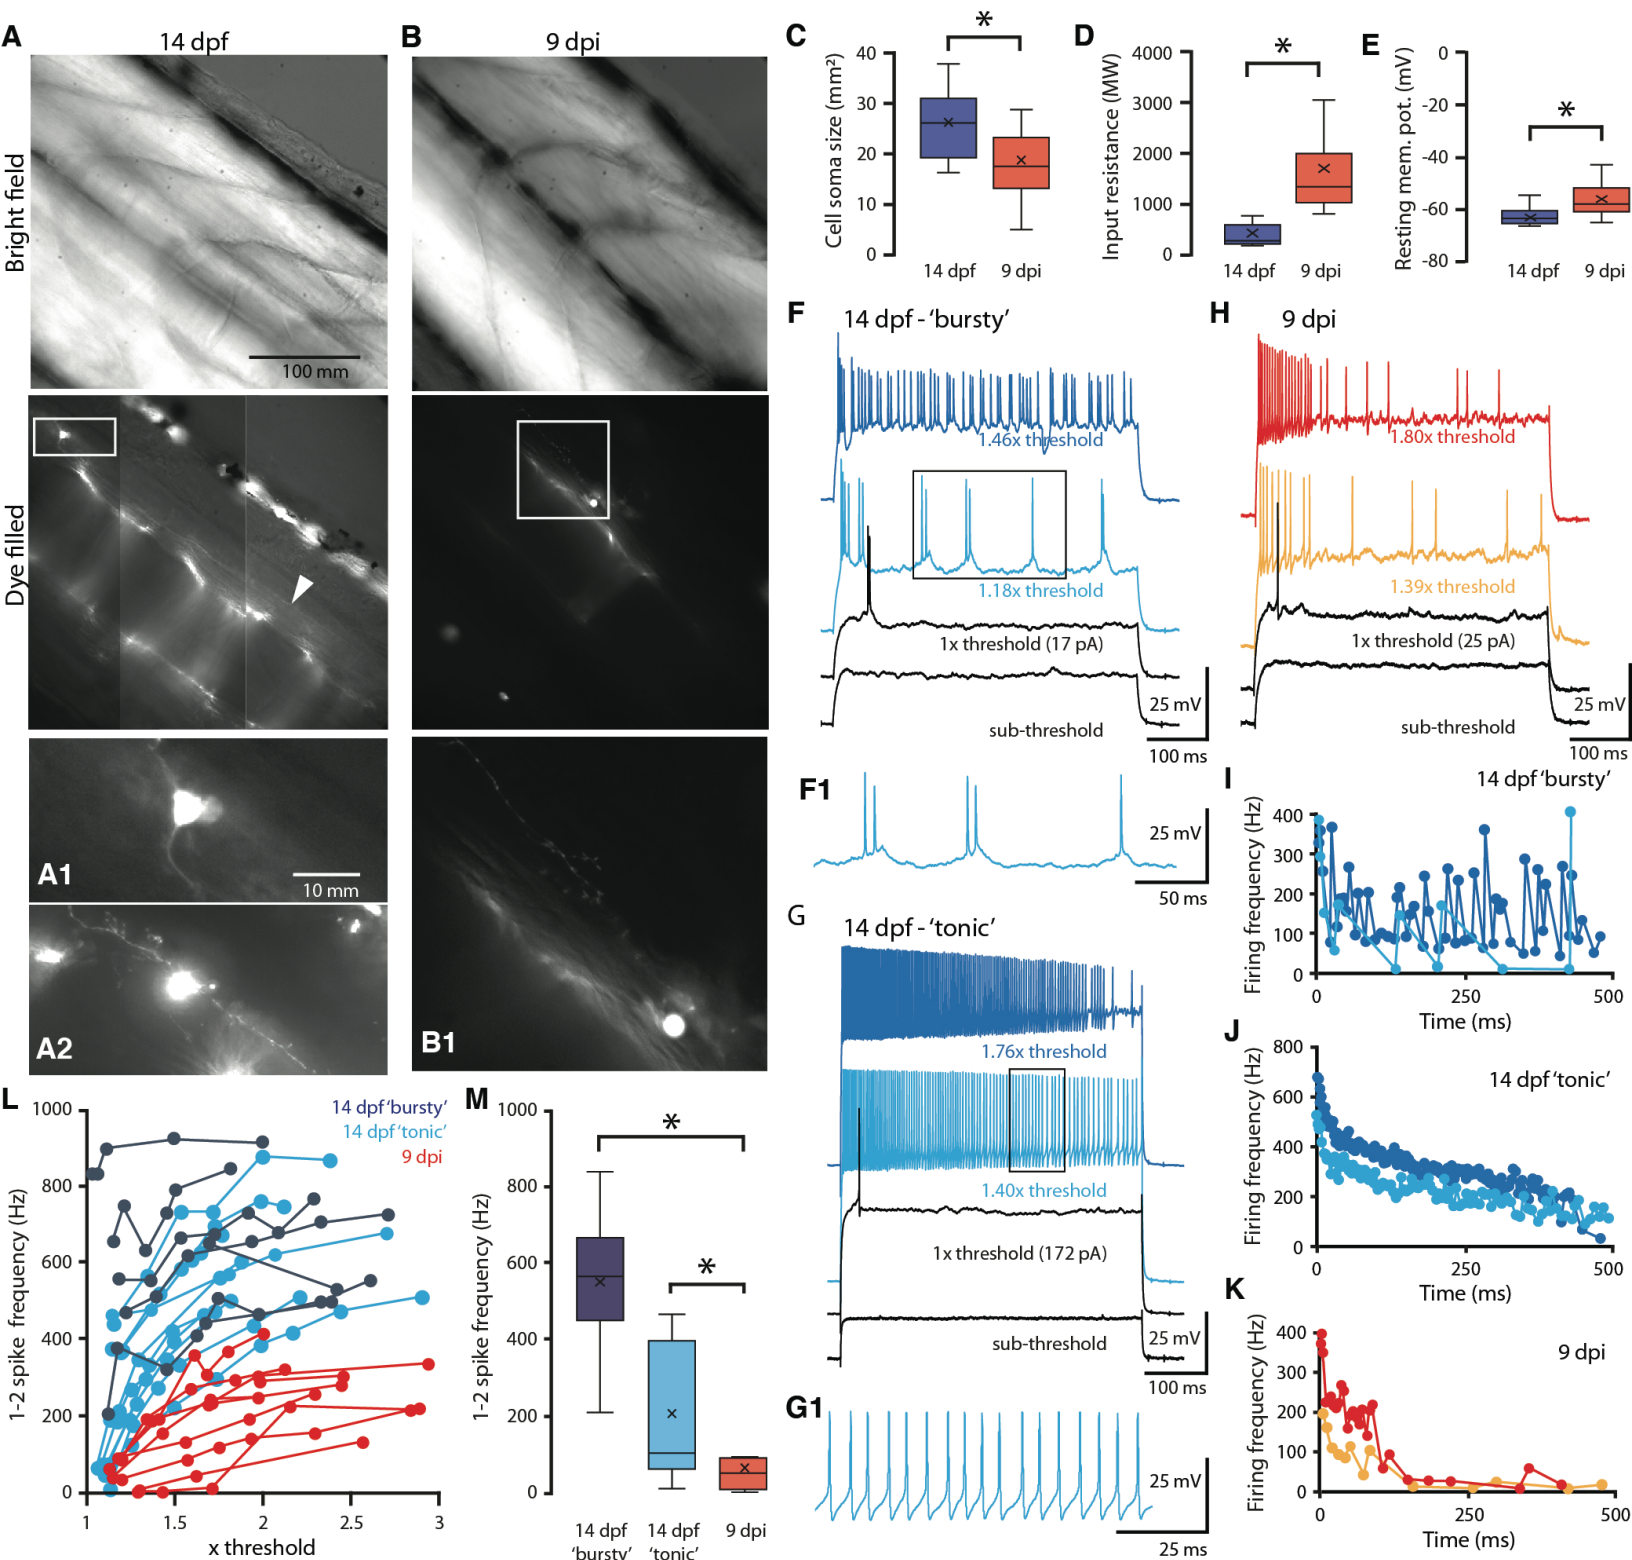 A
14 dpf
B
9 dpi
Bright field
100 mm
Dye filled
A1
10 mm
A2
B1
C
*
Cell soma size (mm²)
40
30
20
10
0
14 dpf
9 dpi
D
*
Input resistance (MW)
4000
3000
2000
1000
0
14 dpf
9 dpi
E
*
Resting mem. pot. (mV)
0
-20
-40
-60
-80
14 dpf
9 dpi
F
14 dpf - ‘bursty’
1.46x threshold
1.18x threshold
1x threshold (17 pA)
25 mV
sub-threshold
100 ms
F1
25 mV
50 ms
G
14 dpf - ‘tonic’
1.76x threshold
1.40x threshold
1x threshold (172 pA)
sub-threshold
25 mV
100 ms
G1
25 mV
25 ms
H
9 dpi
1.80x threshold
1.39x threshold
1x threshold (25 pA)
25 mV
sub-threshold
100 ms
I
14 dpf ‘bursty’
Firing frequency (Hz)
400
300
200
100
0
0
250
500
Time (ms)
J
14 dpf ‘tonic’
Firing frequency (Hz)
800
600
400
200
0
0
250
500
Time (ms)
K
9 dpi
Firing frequency (Hz)
400
300
200
100
0
0
250
500
Time (ms)
L
14 dpf ‘bursty’
14 dpf ‘tonic’
9 dpi
1-2 spike frequency (Hz)
1000
800
600
400
200
0
1
1.5
2
2.5
3
x threshold
M
*
*
1-2 spike frequency (Hz)
1000
800
600
400
200
0
14 dpf
‘bursty’
14 dpf
‘tonic’
9 dpi